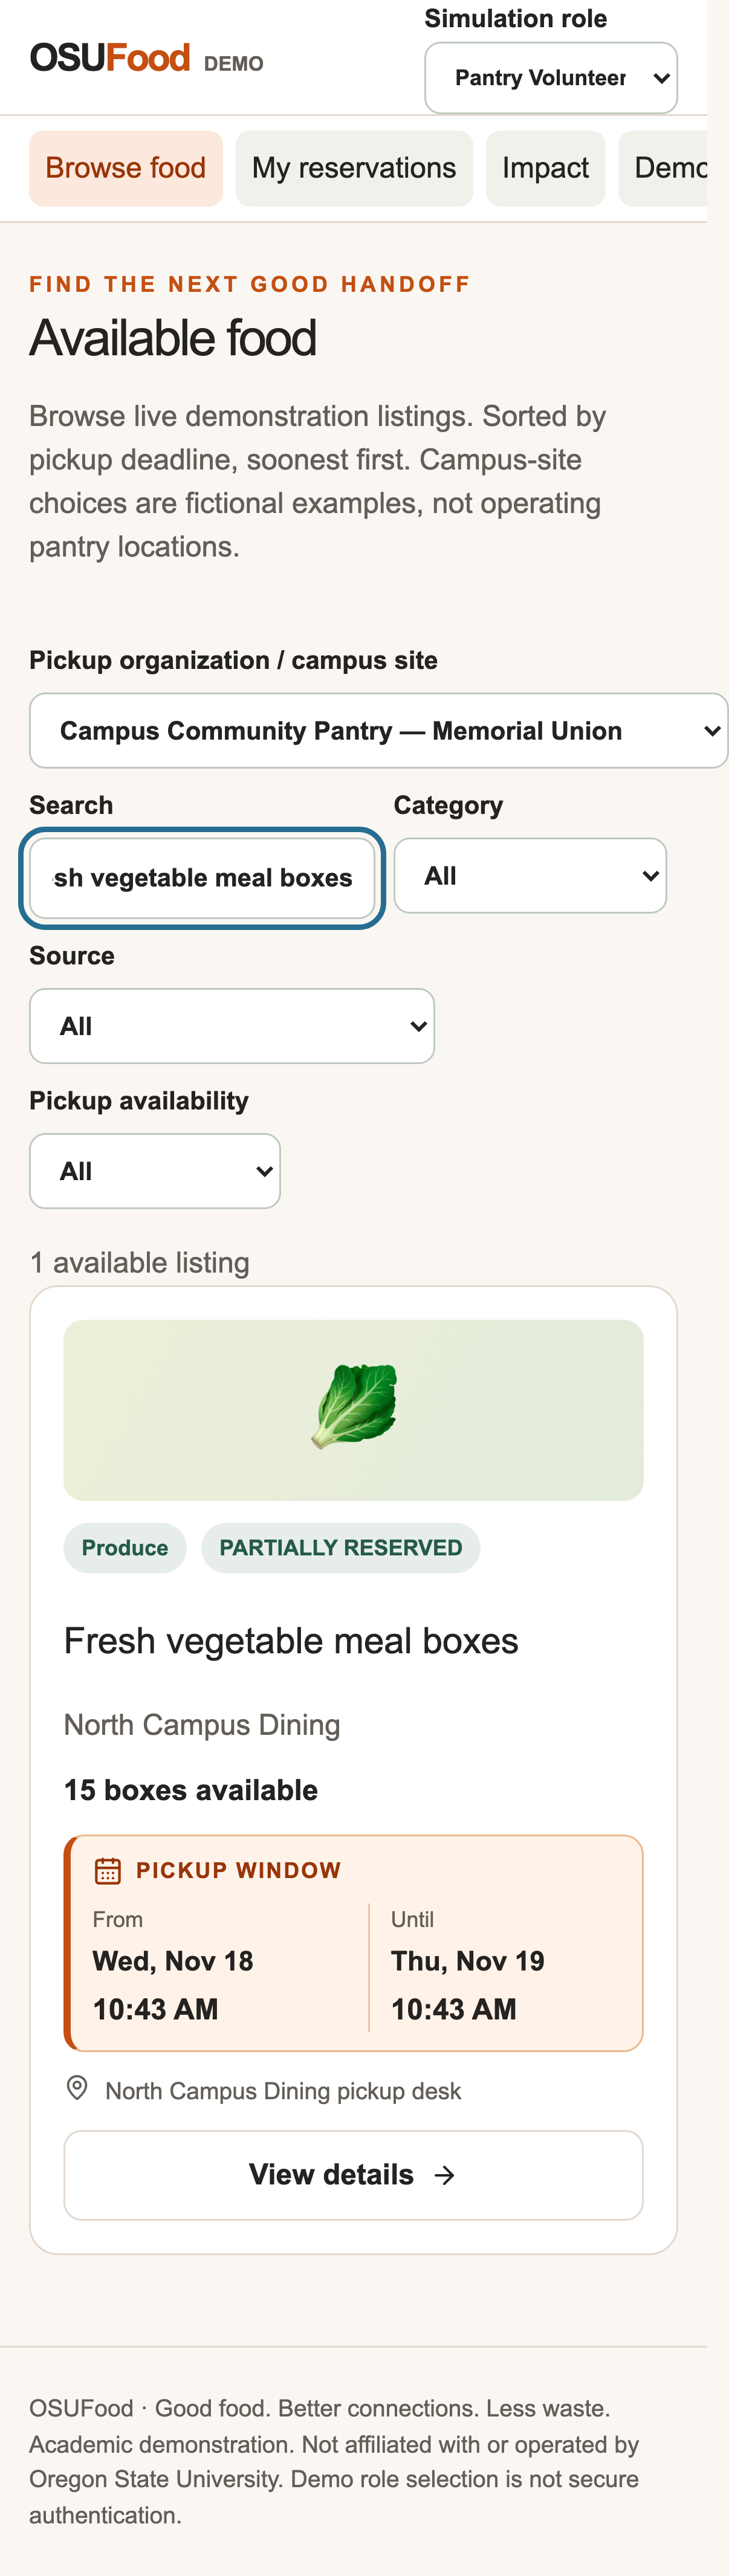 OSUFood DEMO
Simulation role
Pantry Volunteer
Browse food
My reservations
Impact
Demo
FIND THE NEXT GOOD HANDOFF
Available food
Browse live demonstration listings. Sorted by
pickup deadline, soonest first. Campus-site
choices are fictional examples, not operating
pantry locations.
Pickup organization / campus site
Campus Community Pantry — Memorial Union
Search
Category
sh vegetable meal boxes
All
Source
All
Pickup availability
All
1 available listing
Produce
PARTIALLY RESERVED
Fresh vegetable meal boxes
North Campus Dining
15 boxes available
PICKUP WINDOW
From
Wed, Nov 18
10:43 AM
Until
Thu, Nov 19
10:43 AM
North Campus Dining pickup desk
View details →
OSUFood · Good food. Better connections. Less waste.
Academic demonstration. Not affiliated with or operated by
Oregon State University. Demo role selection is not secure
authentication.